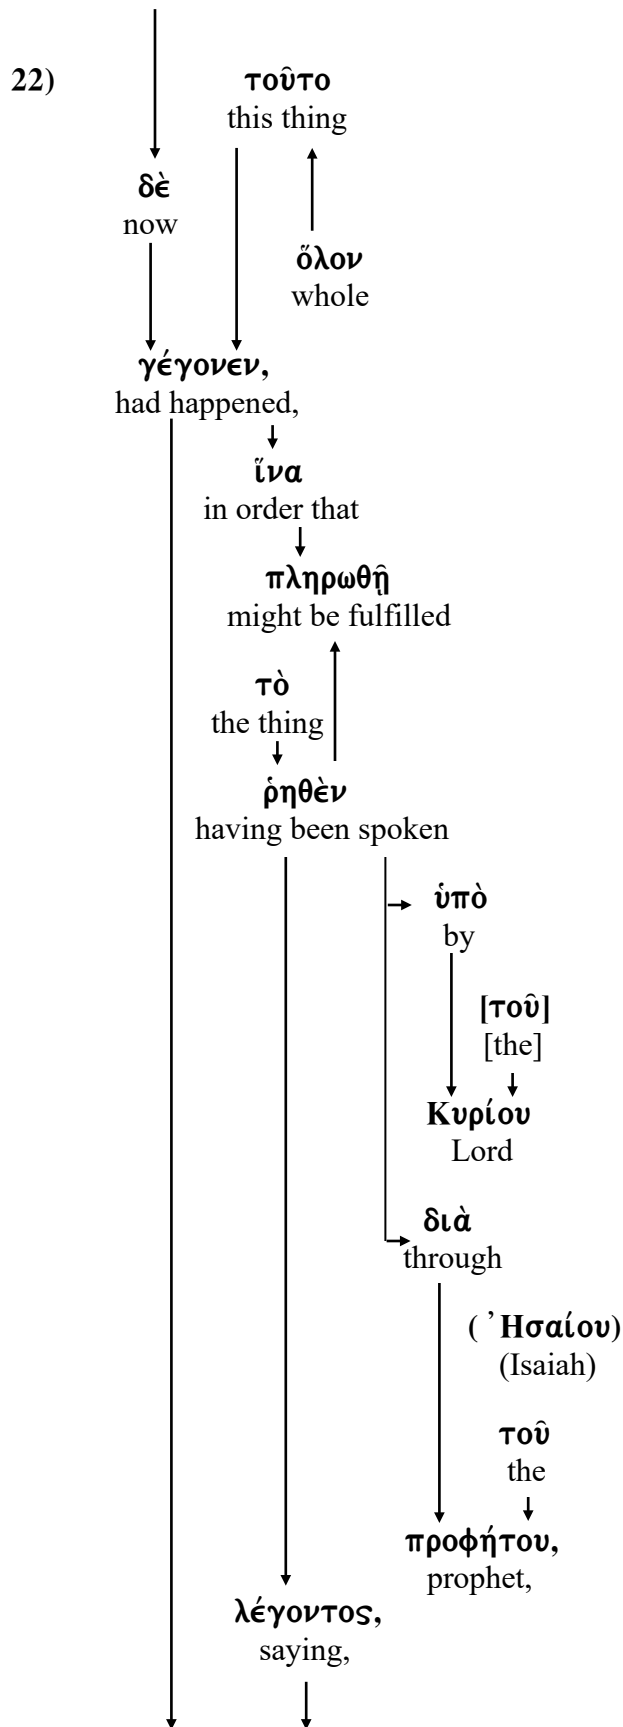 22)
τοῦτο
this thing
δὲ
now
ὅλον
whole
γέγονεν,
had happened,
ἵνα
in order that
πληρωθῇ
might be fulfilled
τὸ
the thing
ῥηθὲν
having been spoken
ὑπὸ
by
[τοῦ]
[the]
Κυρίου
Lord
διὰ
through
( ᾿Ησαίου)
(Isaiah)
τοῦ
the
προφήτου,
prophet,
λέγοντος,
saying,